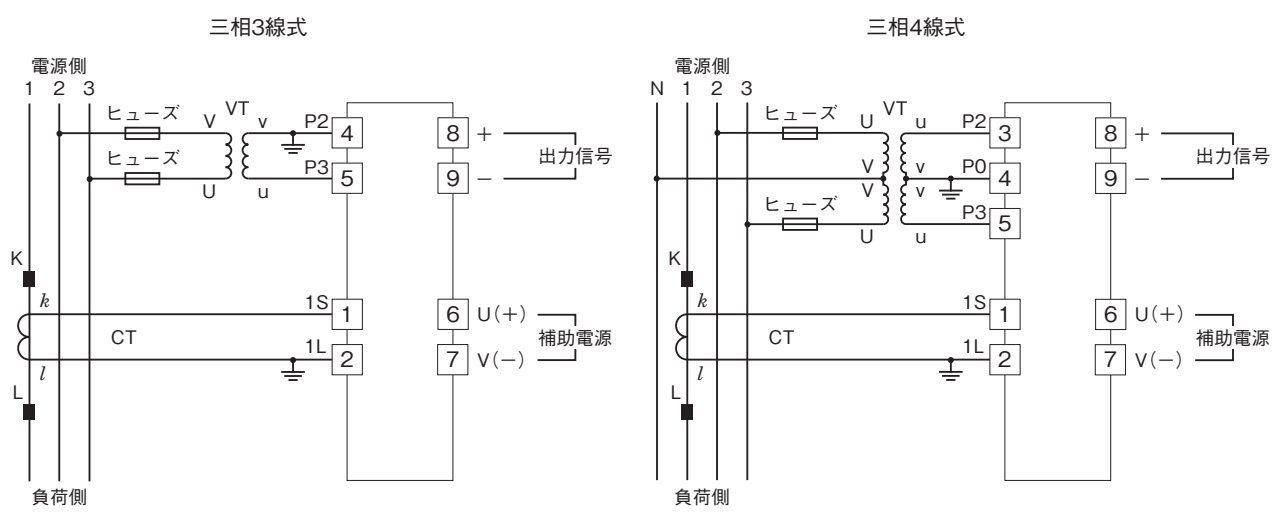 三相3線式
電源側
1 2 3
ヒューズ V VT v P2 4 8 +
ヒューズ U u P3 5 9 −
出力信号
K
k 1S 1 6 U(+)
CT 補助電源
l 1L 2 7 V(−)
L
負荷側
三相4線式
電源側
N 1 2 3
ヒューズ U VT u P2 3 8 +
出力信号
V v P0 4 9 −
V v
ヒューズ U u P3 5
K
k 1S 1 6 U(+)
CT 補助電源
l 1L 2 7 V(−)
L
負荷側